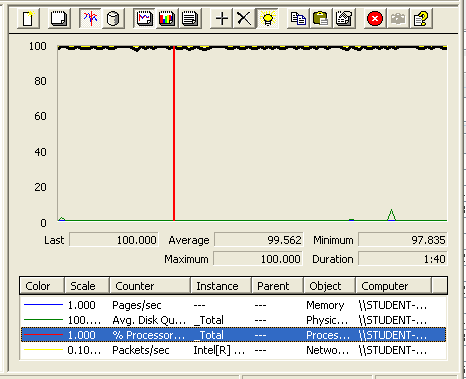 100
80
60
40
20
0
Last 100.000 Average 99.562 Minimum 97.835
Maximum 100.000 Duration 1:40
Color Scale Counter Instance Parent Object Computer
1.000 Pages/sec --- --- Memory \\STUDENT-...
100.... Avg. Disk Qu... _Total --- Physic... \\STUDENT-...
1.000 % Processor... _Total --- Proces... \\STUDENT-...
0.10... Packets/sec Intel[R] ... --- Netwo... \\STUDENT-...